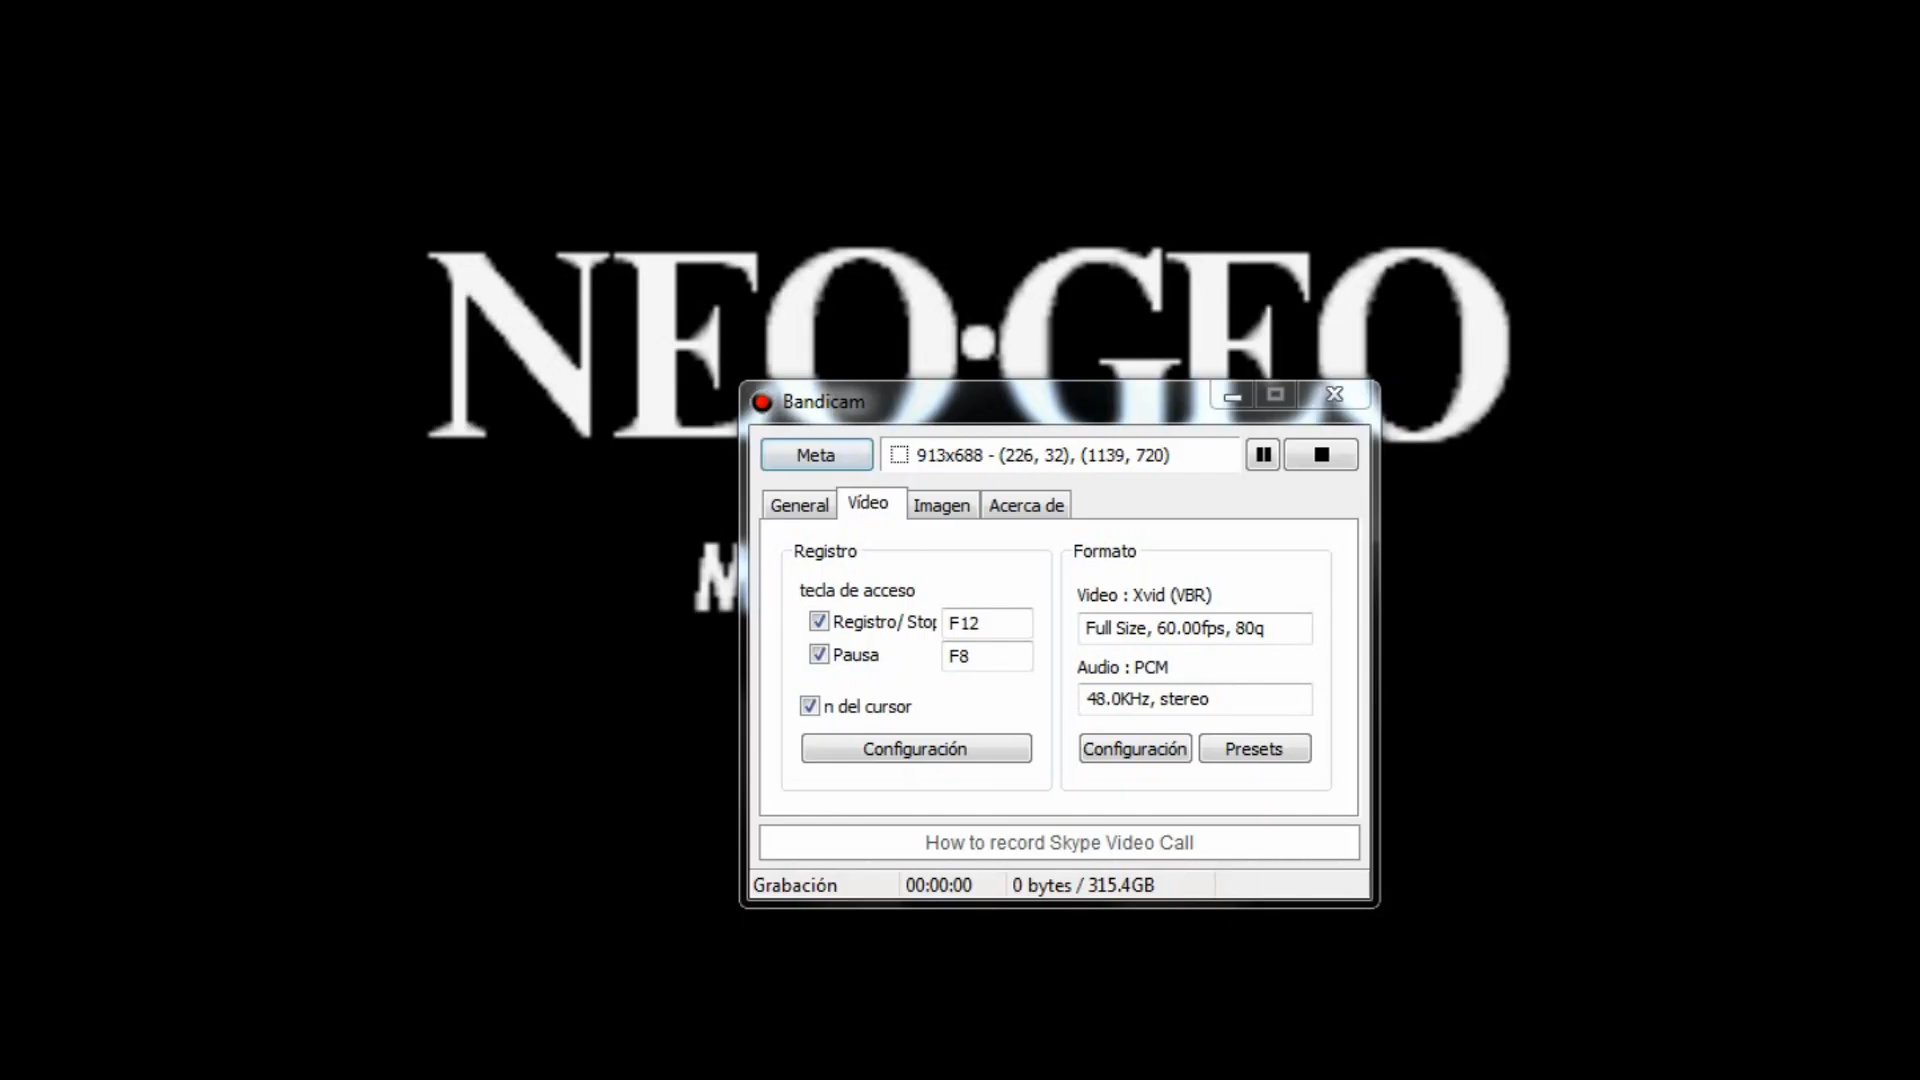 NEO·GEO
Bandicam
Meta
913x688 - (226, 32), (1139, 720)
General
Vídeo
Imagen
Acerca de
Registro
tecla de acceso
Registro/ Stop
F12
Pausa
F8
n del cursor
Configuración
Formato
Video : Xvid (VBR)
Full Size, 60.00fps, 80q
Audio : PCM
48.0KHz, stereo
Configuración
Presets
How to record Skype Video Call
Grabación
00:00:00
0 bytes / 315.4GB